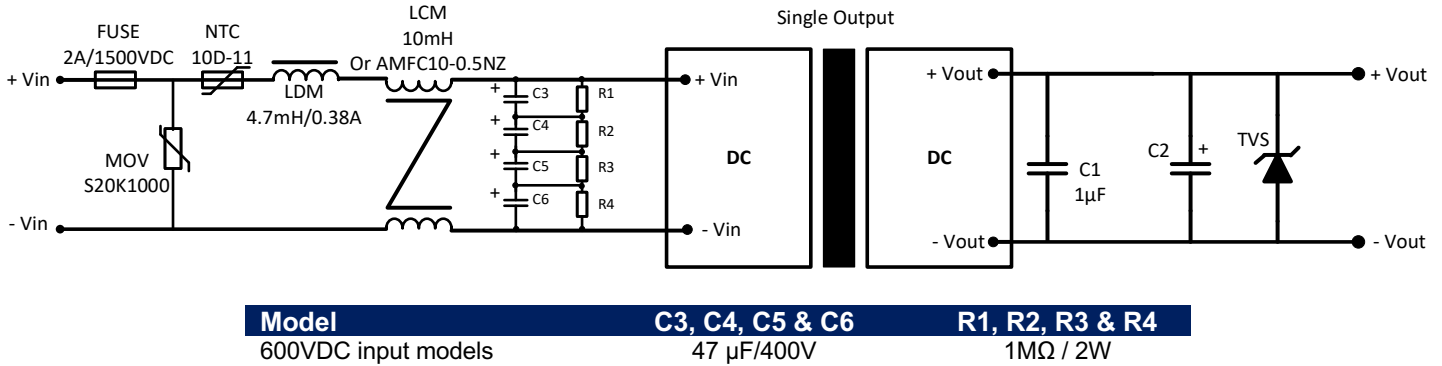 Single Output
FUSE
2A/1500VDC
NTC
10D-11
LCM
10mH
Or AMFC10-0.5NZ
LDM
4.7mH/0.38A
MOV
S20K1000
+ Vin
- Vin
+ C3
+ C4
+ C5
+ C6
R1
R2
R3
R4
+ Vin
- Vin
DC
DC
+ Vout
- Vout
C1
1µF
C2 +
TVS
+ Vout
- Vout
Model C3, C4, C5 & C6 R1, R2, R3 & R4
600VDC input models 47 µF/400V 1MΩ / 2W